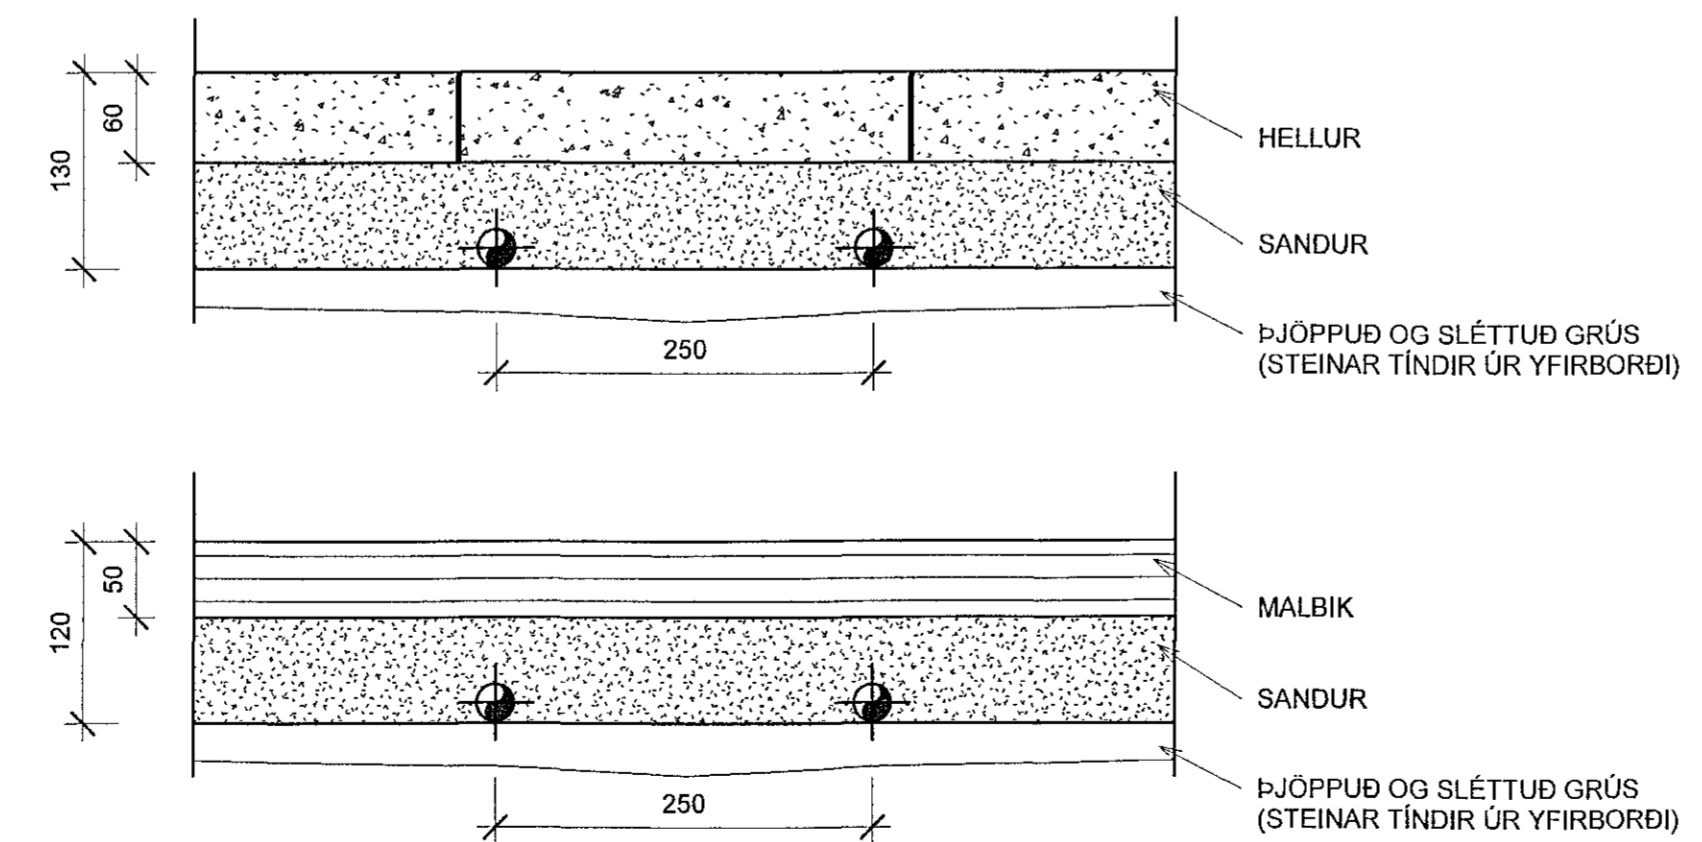 60
130
HELLUR
SANDUR
ÞJÖPPUÐ OG SLÉTTUÐ GRÚS
(STEINAR TÍNDIR ÚR YFIRBORÐI)
250
50
120
MALBIK
SANDUR
ÞJÖPPUÐ OG SLÉTTUÐ GRÚS
(STEINAR TÍNDIR ÚR YFIRBORÐI)
250